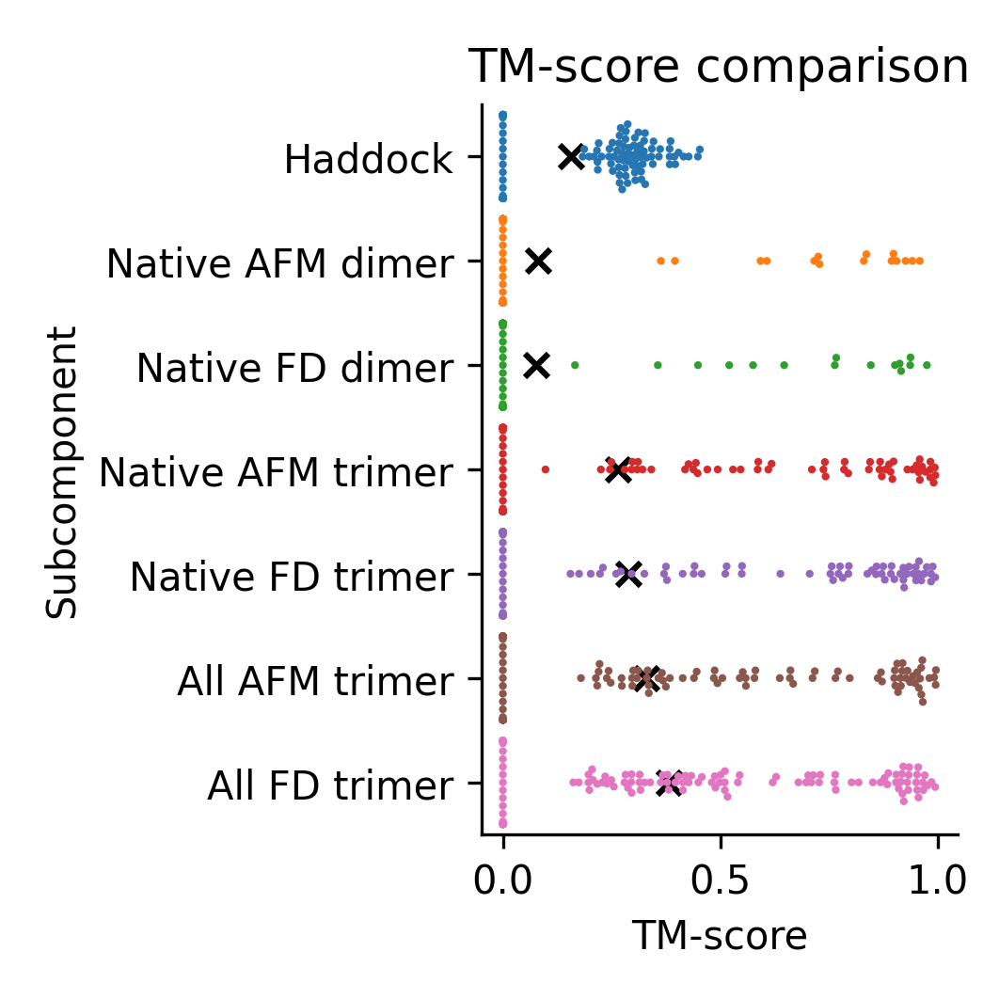 TM-score comparison
Haddock
Native AFM dimer
Native FD dimer
Native AFM trimer
Native FD trimer
All AFM trimer
All FD trimer
Subcomponent
0.0 0.5 1.0
TM-score